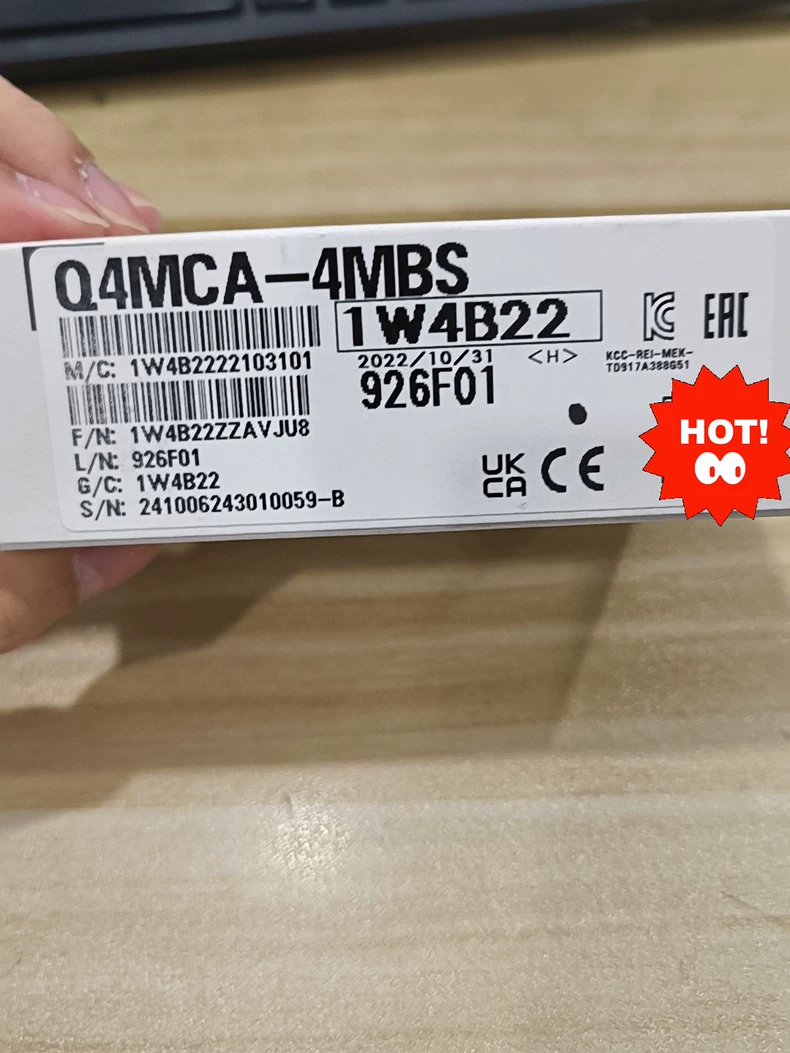 Q4MCA-4MBS
1W4B22
M/C: 1W4B2222103101
2022/10/31 <H>
926F01
KCC-REI-MEK-
TD917A388G51
EAC
F/N: 1W4B22ZZAVJU8
L/N: 926F01
G/C: 1W4B22
S/N: 241006243010059-B
UK
CA
CE
HOT!